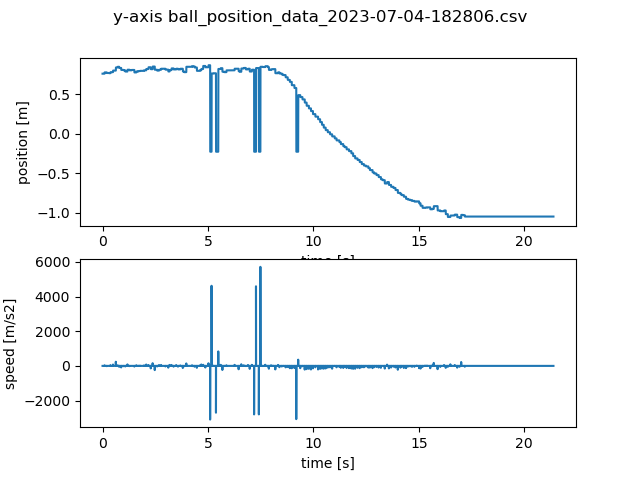 y-axis ball_position_data_2023-07-04-182806.csv
position [m]
0.5
0.0
−0.5
−1.0
0 5 10 15 20
time [s]
speed [m/s2]
6000
4000
2000
0
−2000
0 5 10 15 20
time [s]